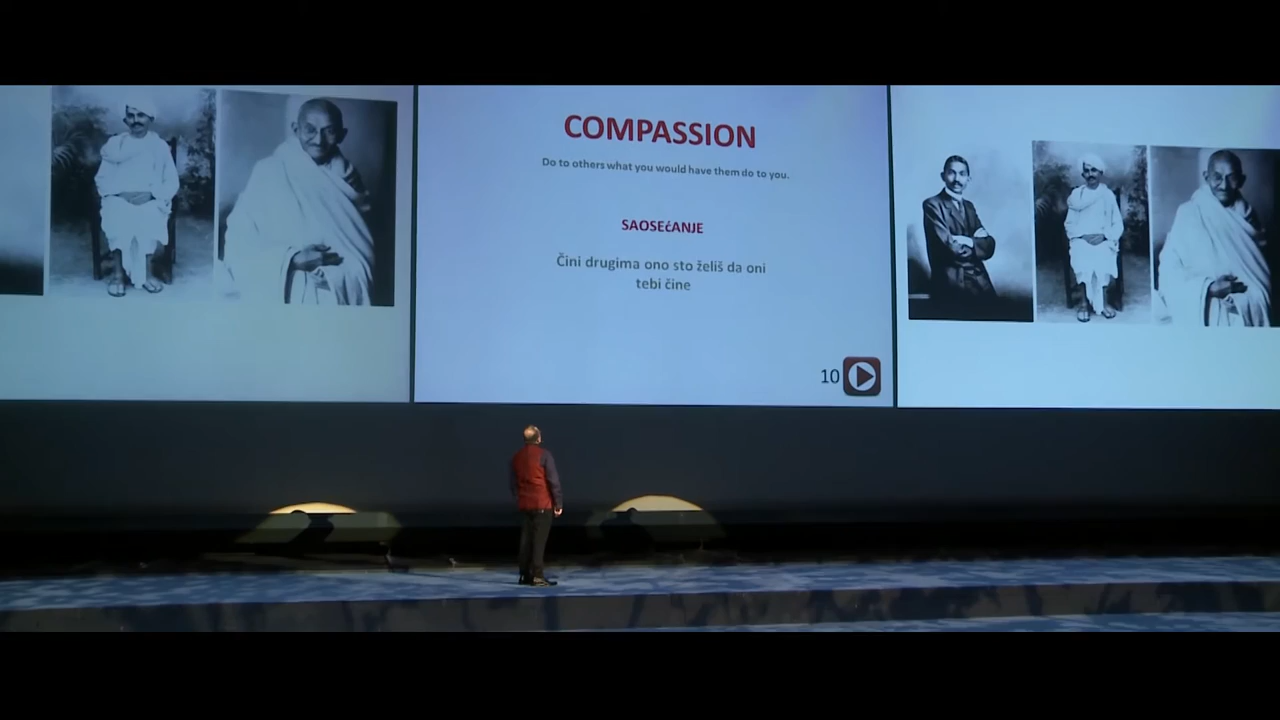 COMPASSION
Do to others what you would have them do to you.
SAOSEćANJE
Čini drugima ono sto želiš da oni
tebi čine
10